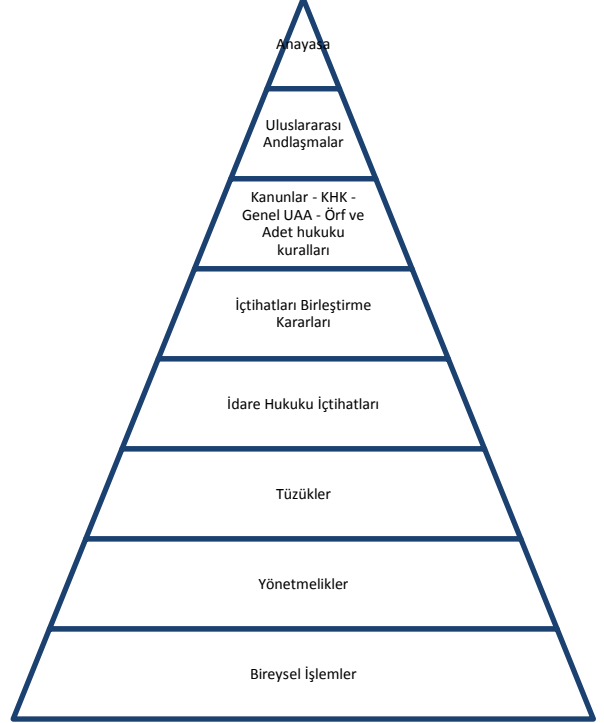 Anayasa
Uluslararası
Andlaşmalar
Kanunlar - KHK -
Genel UAA - Örf ve
Adet hukuku
kuralları
İçtihatları Birleştirme
Kararları
İdare Hukuku İçtihatları
Tüzükler
Yönetmelikler
Bireysel İşlemler